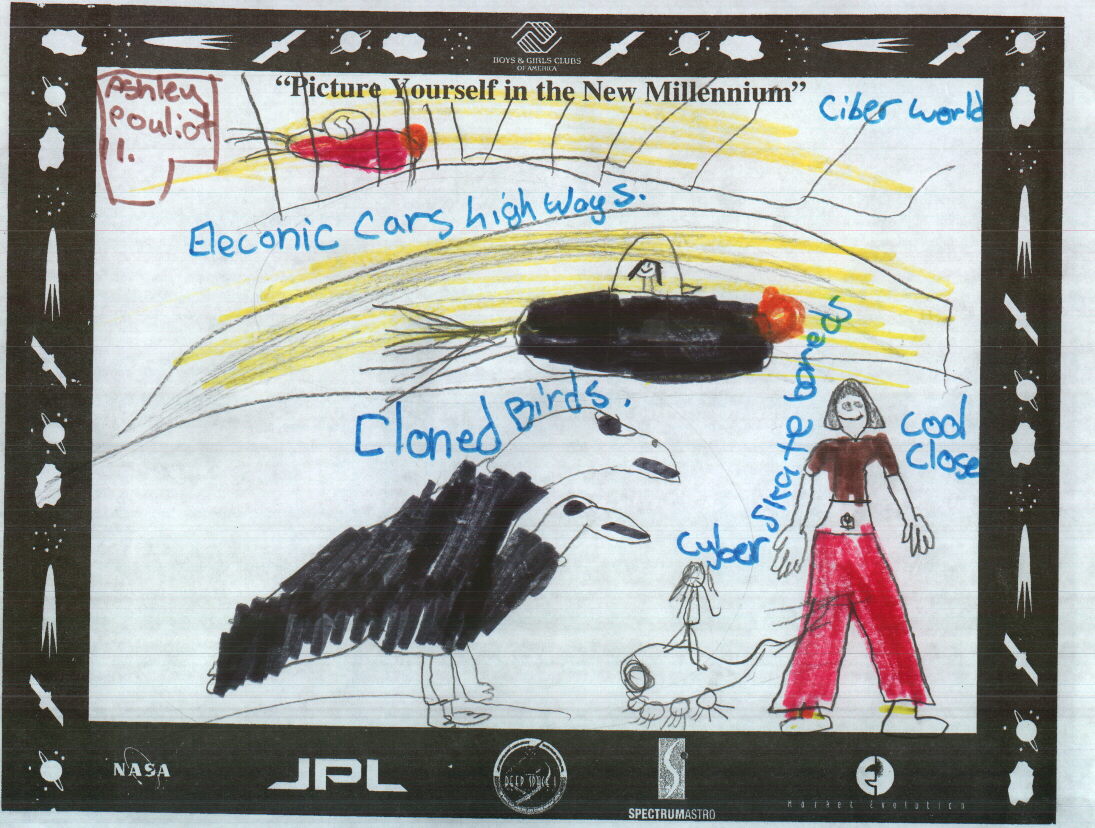 BOYS & GIRLS CLUBS
OF AMERICA
"Picture Yourself in the New Millennium"
Ashley
Pouliot
11.
Ciber world
Eleconic Cars high ways.
Cloned Birds.
Cyber Skate boreds
cool
close
NASA
JPL
DEEP SPACE 1
SPECTRUMASTRO
Market Evolution